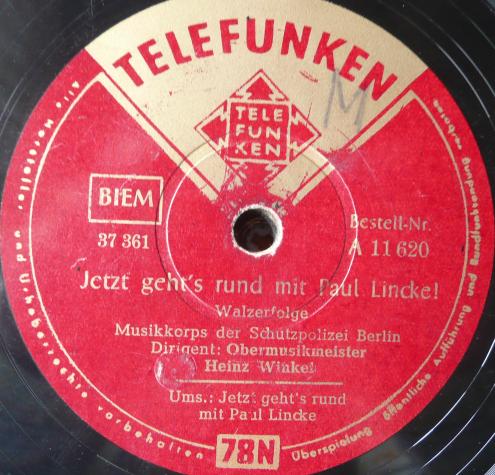 TELEFUNKEN
M
TELE
FUN
KEN
BIEM
37 361
Bestell-Nr.
A 11 620
Jetzt geht's rund mit Paul Lincke!
Walzerfolge
Musikkorps der Schutzpolizei Berlin
Dirigent: Obermusikmeister
Heinz Winkel
Ums.: Jetzt geht's rund
mit Paul Lincke
78N
Alle Hersteller- und Urheberrechte vorbehalten
Überspielung öffentliche Aufführung und Rundfunksendung verboten